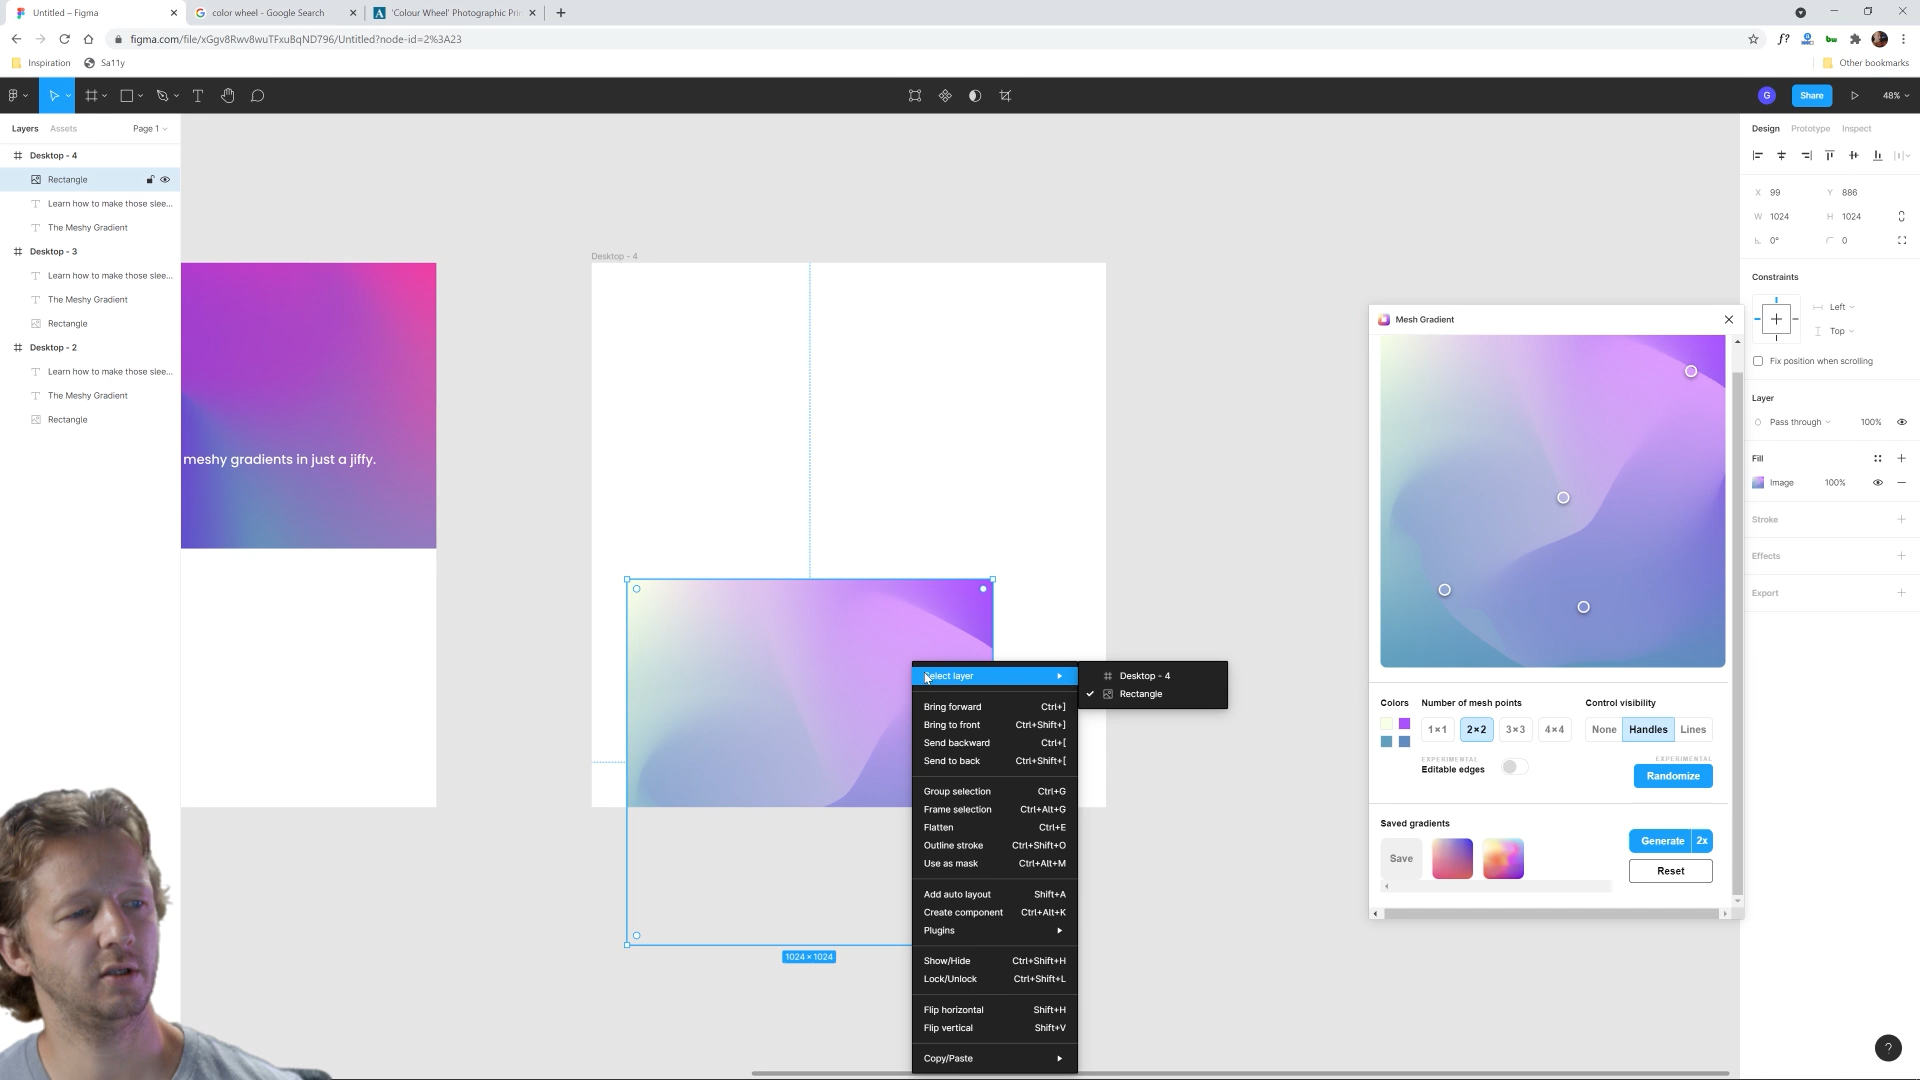 Untitled – Figma
color wheel - Google Search
'Colour Wheel' Photographic Prin
figma.com/file/xGgv8Rwv8wuTFxuBqND796/Untitled?node-id=2%3A23
Inspiration
Sa11y
Other bookmarks
G
Share
48%
Layers
Assets
Page 1
Desktop - 4
Rectangle
Learn how to make those slee...
The Meshy Gradient
Desktop - 3
Learn how to make those slee...
The Meshy Gradient
Rectangle
Desktop - 2
Learn how to make those slee...
The Meshy Gradient
Rectangle
meshy gradients in just a jiffy.
Desktop - 4
1024 × 1024
Select layer
Bring forward Ctrl+]
Bring to front Ctrl+Shift+]
Send backward Ctrl+[
Send to back Ctrl+Shift+[
Group selection Ctrl+G
Frame selection Ctrl+Alt+G
Flatten Ctrl+E
Outline stroke Ctrl+Shift+O
Use as mask Ctrl+Alt+M
Add auto layout Shift+A
Create component Ctrl+Alt+K
Plugins
Show/Hide Ctrl+Shift+H
Lock/Unlock Ctrl+Shift+L
Flip horizontal Shift+H
Flip vertical Shift+V
Copy/Paste
Desktop - 4
Rectangle
Mesh Gradient
Colors
Number of mesh points
Control visibility
1×1 2×2 3×3 4×4
None Handles Lines
EXPERIMENTAL
Editable edges
EXPERIMENTAL
Randomize
Saved gradients
Save
Generate 2x
Reset
Design Prototype Inspect
X 99 Y 886
W 1024 H 1024
0° 0
Constraints
Left
Top
Fix position when scrolling
Layer
Pass through 100%
Fill
Image 100%
Stroke
Effects
Export
?